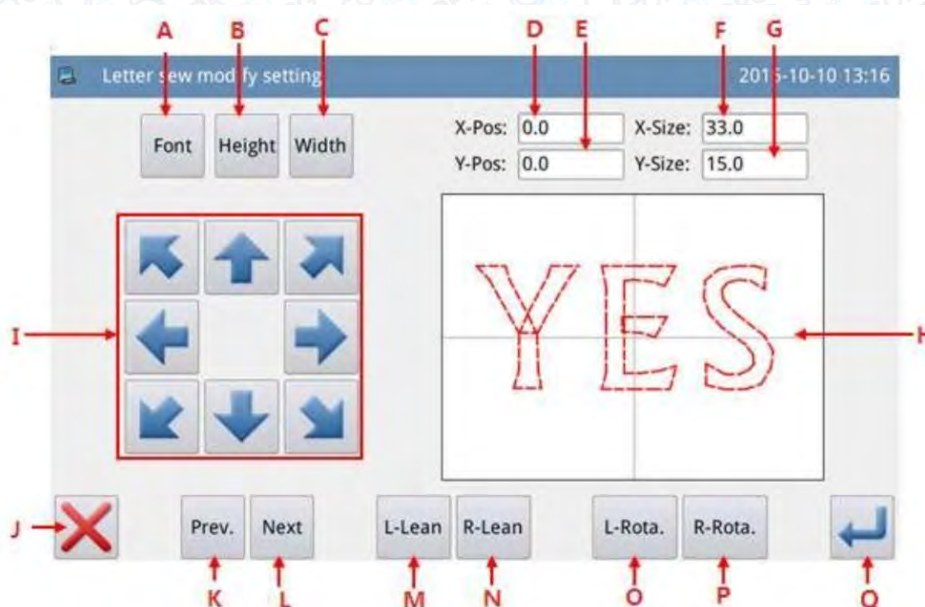 A B C D E F G
Letter sew modify setting 2015-10-10 13:16
Font Height Width X-Pos: 0.0 X-Size: 33.0
Y-Pos: 0.0 Y-Size: 15.0
YES
I H
J Prev. Next L-Lean R-Lean L-Rota. R-Rota.
K L M N O P Q